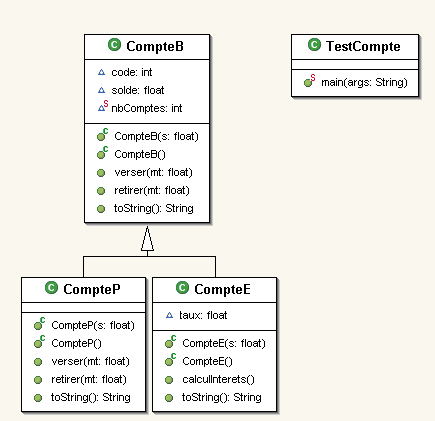 CompteB
code: int
solde: float
nbComptes: int
CompteB(s: float)
CompteB()
verser(mt: float)
retirer(mt: float)
toString(): String
TestCompte
main(args: String)
CompteP
CompteP(s: float)
CompteP()
verser(mt: float)
retirer(mt: float)
toString(): String
CompteE
taux: float
CompteE(s: float)
CompteE()
calculInterets()
toString(): String